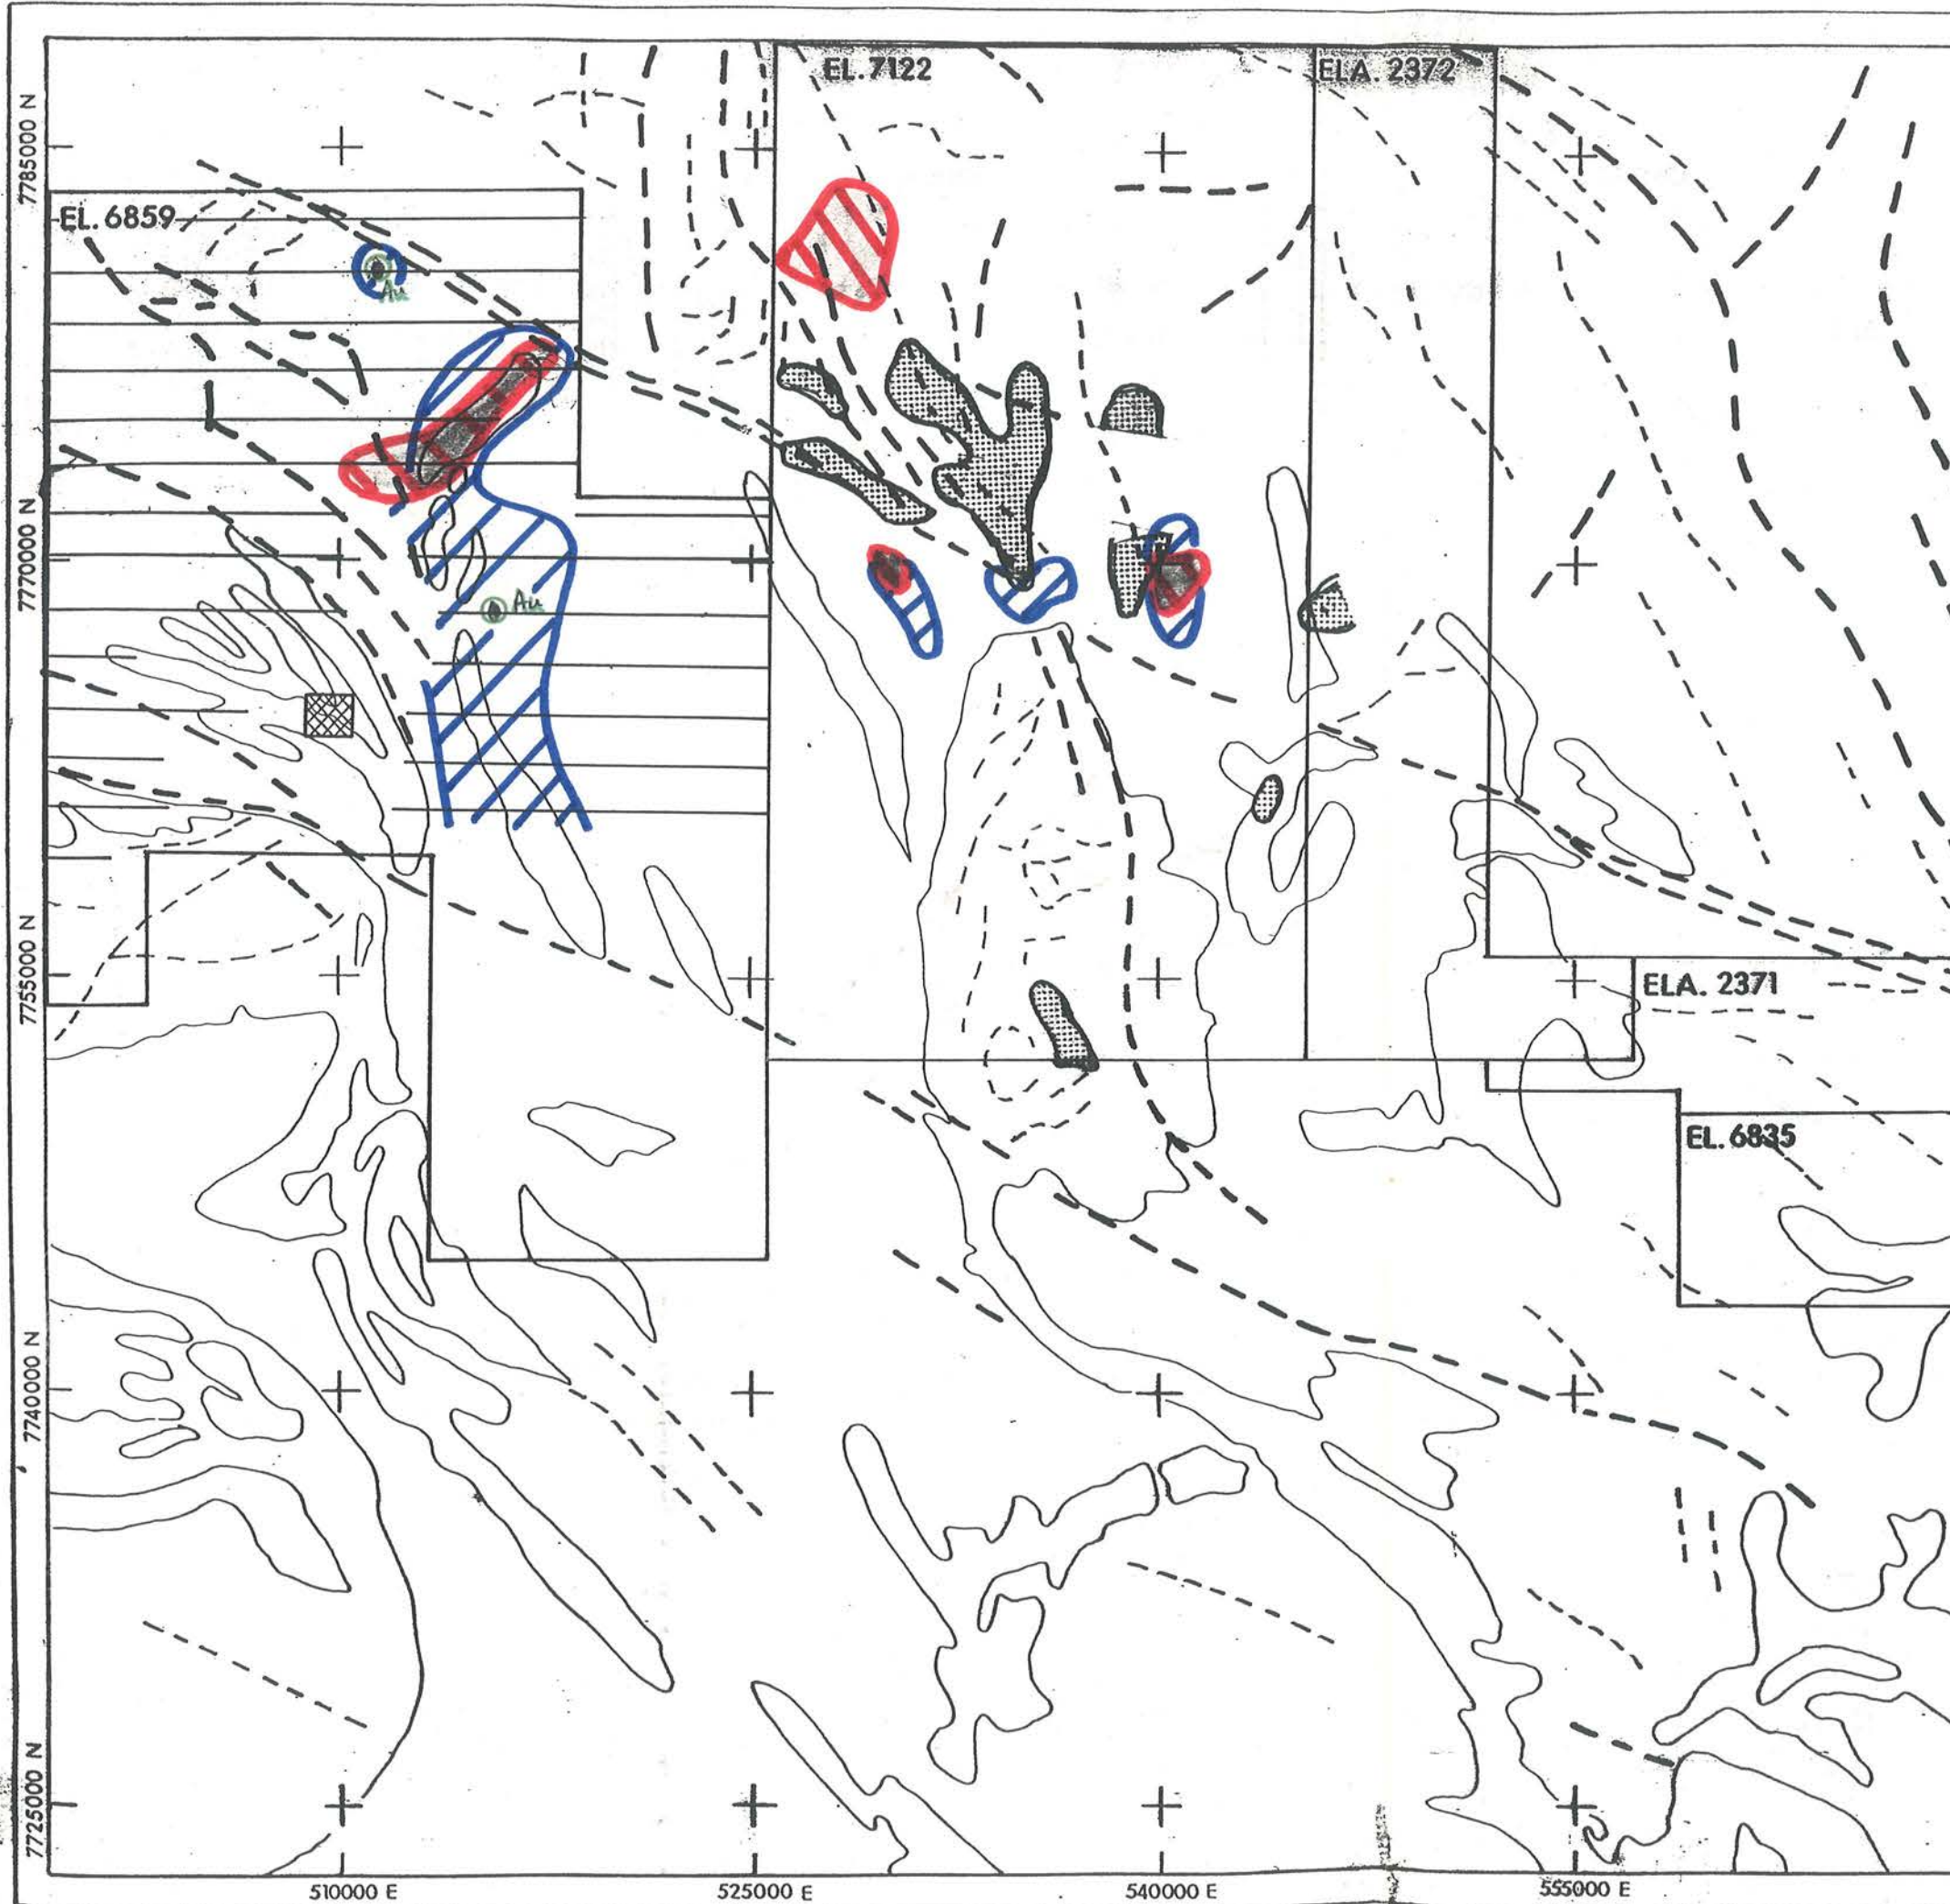 EL. 7122
ELA. 2372
7785000 N
EL. 6859
Au
7770000 N
Au
7755000 N
ELA. 2371
EL. 6835
7740000 N
7725000 N
510000 E
525000 E
540000 E
555000 E